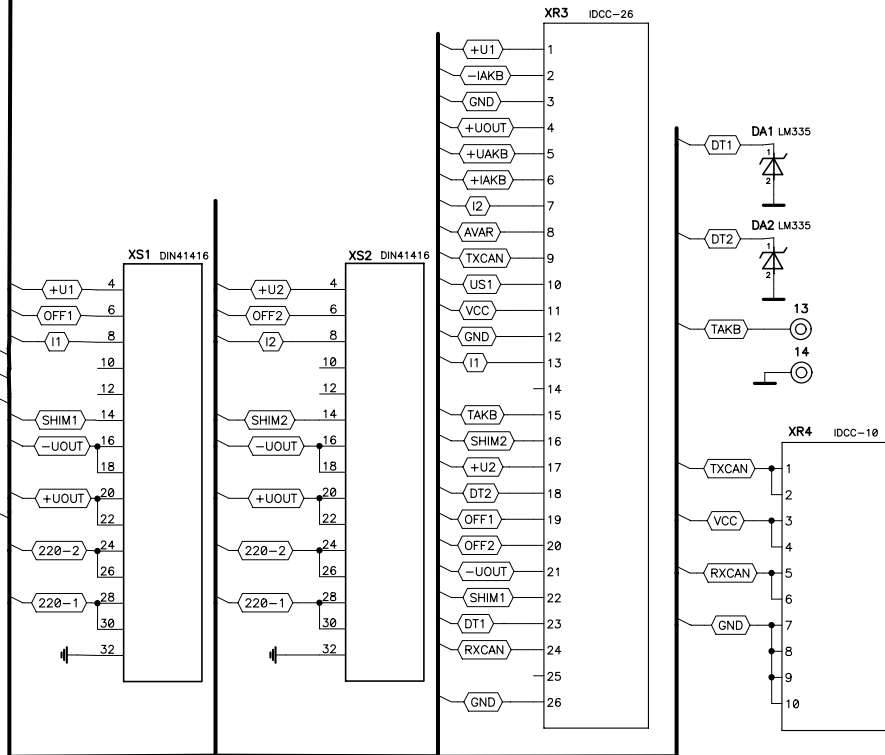 XS1 DIN41416
+U1 4
OFF1 6
I1 8
10
12
SHIM1 14
-UOUT 16
18
+UOUT 20
22
220-2 24
26
220-1 28
30
32
XS2 DIN41416
+U2 4
OFF2 6
I2 8
10
12
SHIM2 14
-UOUT 16
18
+UOUT 20
22
220-2 24
26
220-1 28
30
32
XR3 IDCC-26
+U1 1
-IAKB 2
GND 3
+UOUT 4
+UAKB 5
+IAKB 6
I2 7
AVAR 8
TXCAN 9
US1 10
VCC 11
GND 12
I1 13
14
TAKB 15
SHIM2 16
+U2 17
DT2 18
OFF1 19
OFF2 20
-UOUT 21
SHIM1 22
DT1 23
RXCAN 24
25
GND 26
DA1 LM335
DT1 1
2
DA2 LM335
DT2 1
2
13
TAKB
14
XR4 IDCC-10
TXCAN 1
2
VCC 3
4
RXCAN 5
6
GND 7
8
9
10